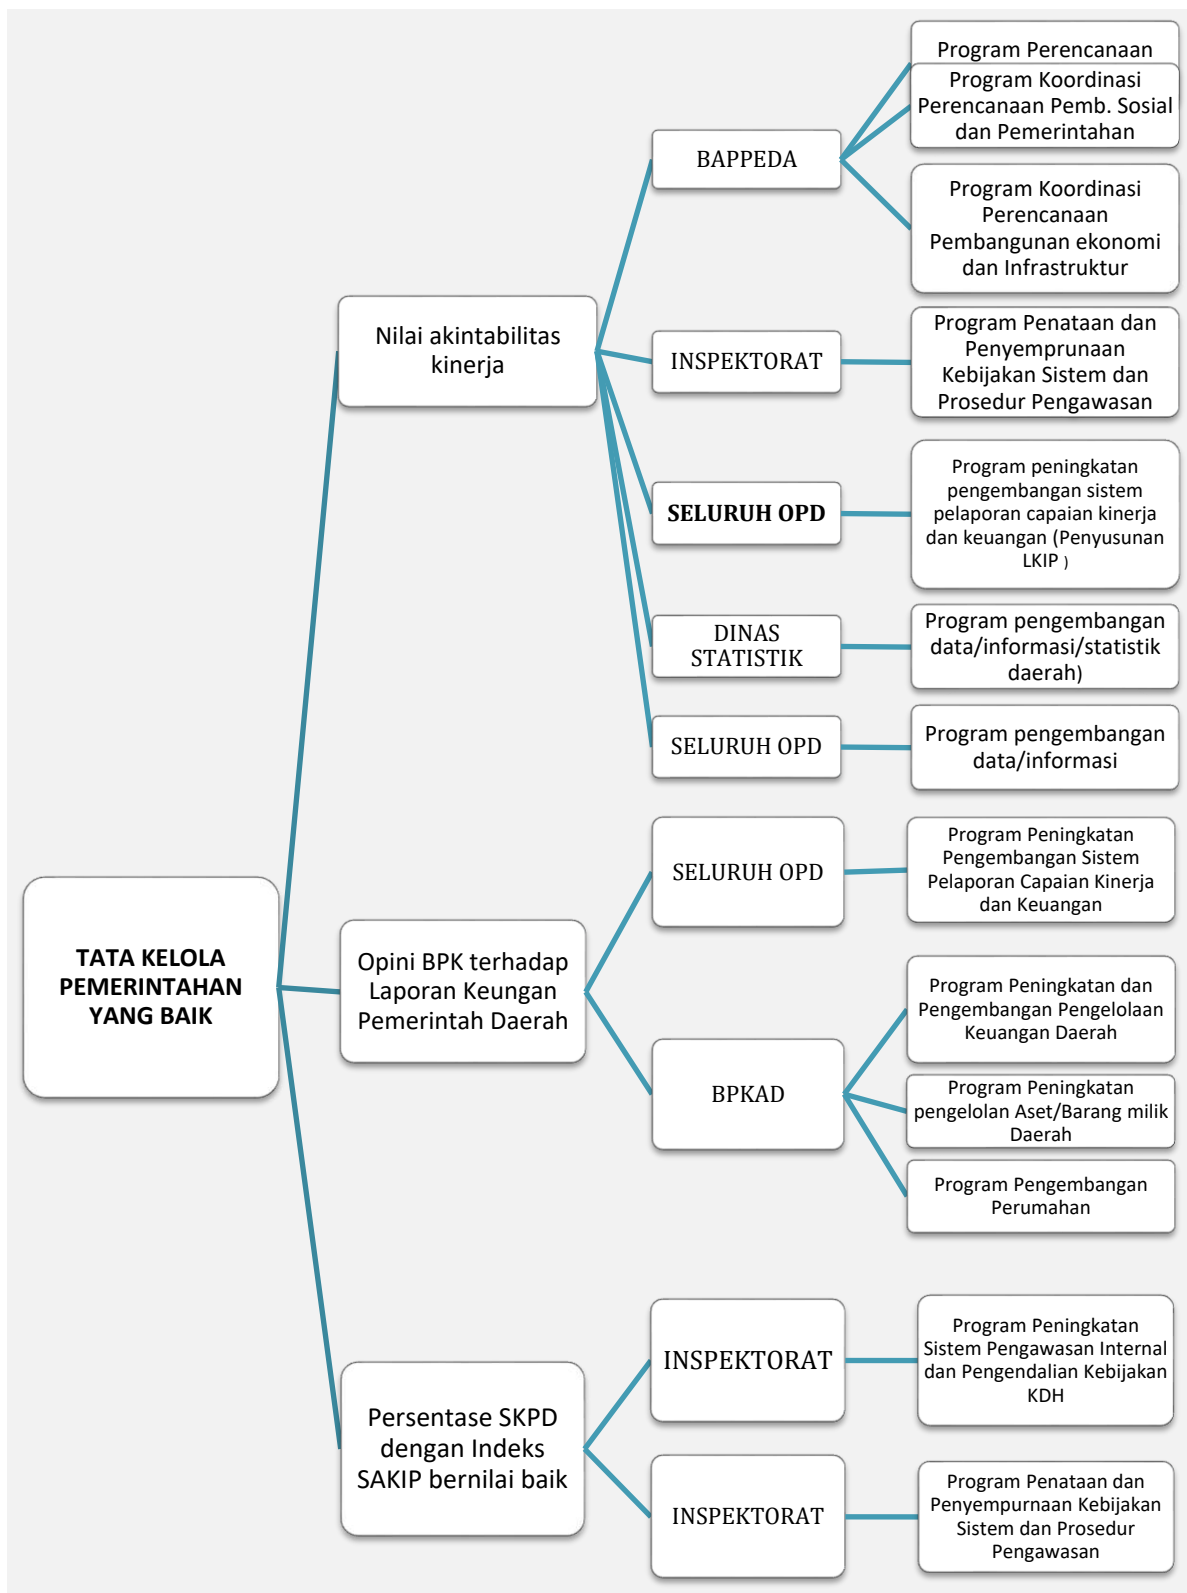 TATA KELOLA
PEMERINTAHAN
YANG BAIK
Nilai akintabilitas
kinerja
BAPPEDA
Program Perencanaan
Program Koordinasi
Perencanaan Pemb. Sosial
dan Pemerintahan
Program Koordinasi
Perencanaan
Pembangunan ekonomi
dan Infrastruktur
INSPEKTORAT
Program Penataan dan
Penyemprunaan
Kebijakan Sistem dan
Prosedur Pengawasan
SELURUH OPD
Program peningkatan
pengembangan sistem
pelaporan capaian kinerja
dan keuangan (Penyusunan
LKIP )
DINAS
STATISTIK
Program pengembangan
data/informasi/statistik
daerah)
SELURUH OPD
Program pengembangan
data/informasi
Opini BPK terhadap
Laporan Keungan
Pemerintah Daerah
SELURUH OPD
Program Peningkatan
Pengembangan Sistem
Pelaporan Capaian Kinerja
dan Keuangan
BPKAD
Program Peningkatan dan
Pengembangan Pengelolaan
Keuangan Daerah
Program Peningkatan
pengelolan Aset/Barang milik
Daerah
Program Pengembangan
Perumahan
Persentase SKPD
dengan Indeks
SAKIP bernilai baik
INSPEKTORAT
Program Peningkatan
Sistem Pengawasan Internal
dan Pengendalian Kebijakan
KDH
INSPEKTORAT
Program Penataan dan
Penyempurnaan Kebijakan
Sistem dan Prosedur
Pengawasan